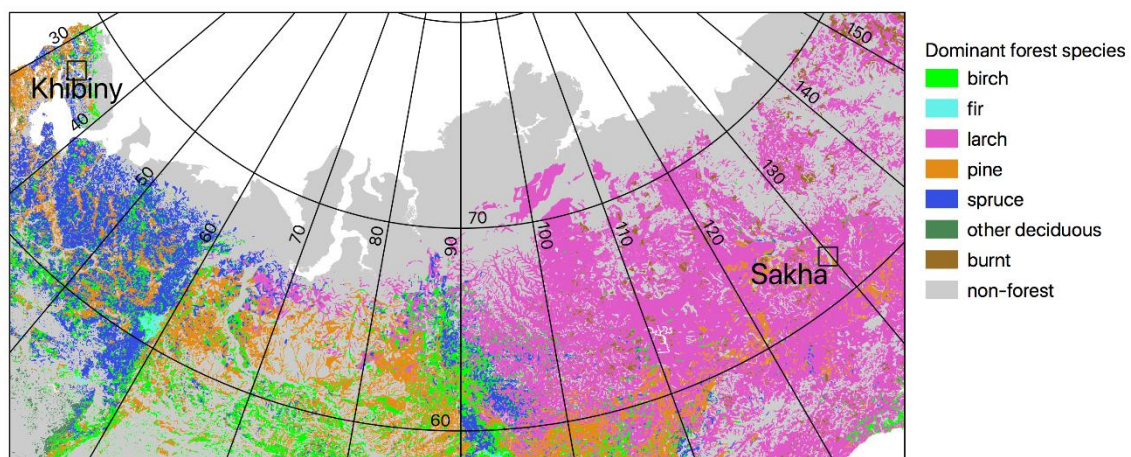 30
150
Dominant forest species
birch
Khibiny
fir
140
larch
40
pine
130
50
spruce
70
60
other deciduous
70
80
90
100
110
120
burnt
Sakha
non-forest
60